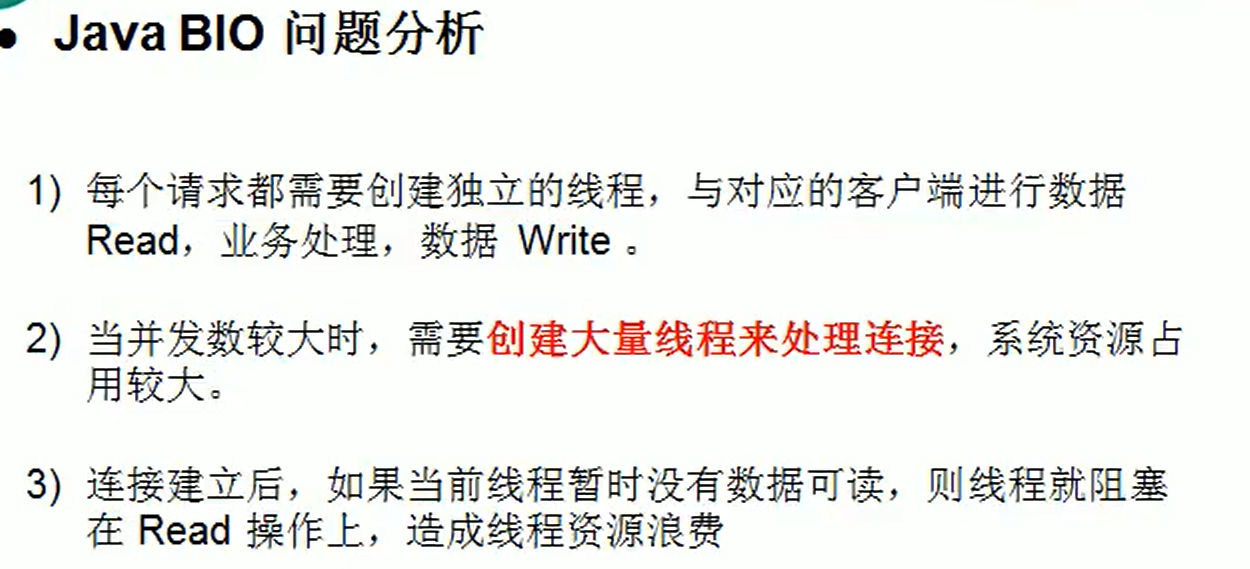 • Java BIO 问题分析
1) 每个请求都需要创建独立的线程，与对应的客户端进行数据
Read，业务处理，数据 Write 。
2) 当并发数较大时，需要创建大量线程来处理连接，系统资源占
用较大。
3) 连接建立后，如果当前线程暂时没有数据可读，则线程就阻塞
在 Read 操作上，造成线程资源浪费